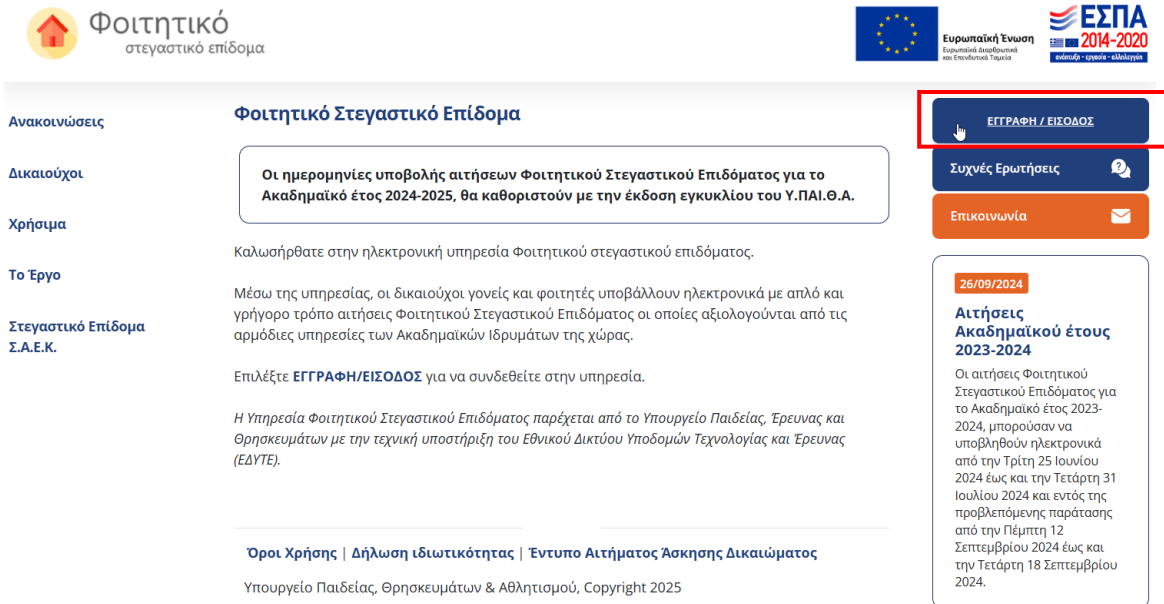 Φοιτητικό
στεγαστικό επίδομα
Ευρωπαϊκή Ένωση
Ευρωπαϊκά Διαρθρωτικά
και Επενδυτικά Ταμεία
ΕΣΠΑ
2014-2020
ανάπτυξη - εργασία - αλληλεγγύη
Ανακοινώσεις
Δικαιούχοι
Χρήσιμα
Το Έργο
Στεγαστικό Επίδομα
Σ.Α.Ε.Κ.
Φοιτητικό Στεγαστικό Επίδομα
Οι ημερομηνίες υποβολής αιτήσεων Φοιτητικού Στεγαστικού Επιδόματος για το
Ακαδημαϊκό έτος 2024-2025, θα καθοριστούν με την έκδοση εγκυκλίου του Υ.ΠΑΙ.Θ.Α.
Καλωσήρθατε στην ηλεκτρονική υπηρεσία Φοιτητικού στεγαστικού επιδόματος.
Μέσω της υπηρεσίας, οι δικαιούχοι γονείς και φοιτητές υποβάλλουν ηλεκτρονικά με απλό και
γρήγορο τρόπο αιτήσεις Φοιτητικού Στεγαστικού Επιδόματος οι οποίες αξιολογούνται από τις
αρμόδιες υπηρεσίες των Ακαδημαϊκών Ιδρυμάτων της χώρας.
Επιλέξτε ΕΓΓΡΑΦΗ/ΕΙΣΟΔΟΣ για να συνδεθείτε στην υπηρεσία.
Η Υπηρεσία Φοιτητικού Στεγαστικού Επιδόματος παρέχεται από το Υπουργείο Παιδείας, Έρευνας και
Θρησκευμάτων με την τεχνική υποστήριξη του Εθνικού Δικτύου Υποδομών Τεχνολογίας και Έρευνας
(ΕΔΥΤΕ).
Όροι Χρήσης | Δήλωση ιδιωτικότητας | Έντυπο Αιτήματος Άσκησης Δικαιώματος
Υπουργείο Παιδείας, Θρησκευμάτων & Αθλητισμού, Copyright 2025
ΕΓΓΡΑΦΗ / ΕΙΣΟΔΟΣ
Συχνές Ερωτήσεις
Επικοινωνία
26/09/2024
Αιτήσεις
Ακαδημαϊκού έτους
2023-2024
Οι αιτήσεις Φοιτητικού
Στεγαστικού Επιδόματος για
το Ακαδημαϊκό έτος 2023-
2024, μπορούσαν να
υποβληθούν ηλεκτρονικά
από την Τρίτη 25 Ιουνίου
2024 έως και την Τετάρτη 31
Ιουλίου 2024 και εντός της
προβλεπόμενης παράτασης
από την Πέμπτη 12
Σεπτεμβρίου 2024 έως και
την Τετάρτη 18 Σεπτεμβρίου
2024.